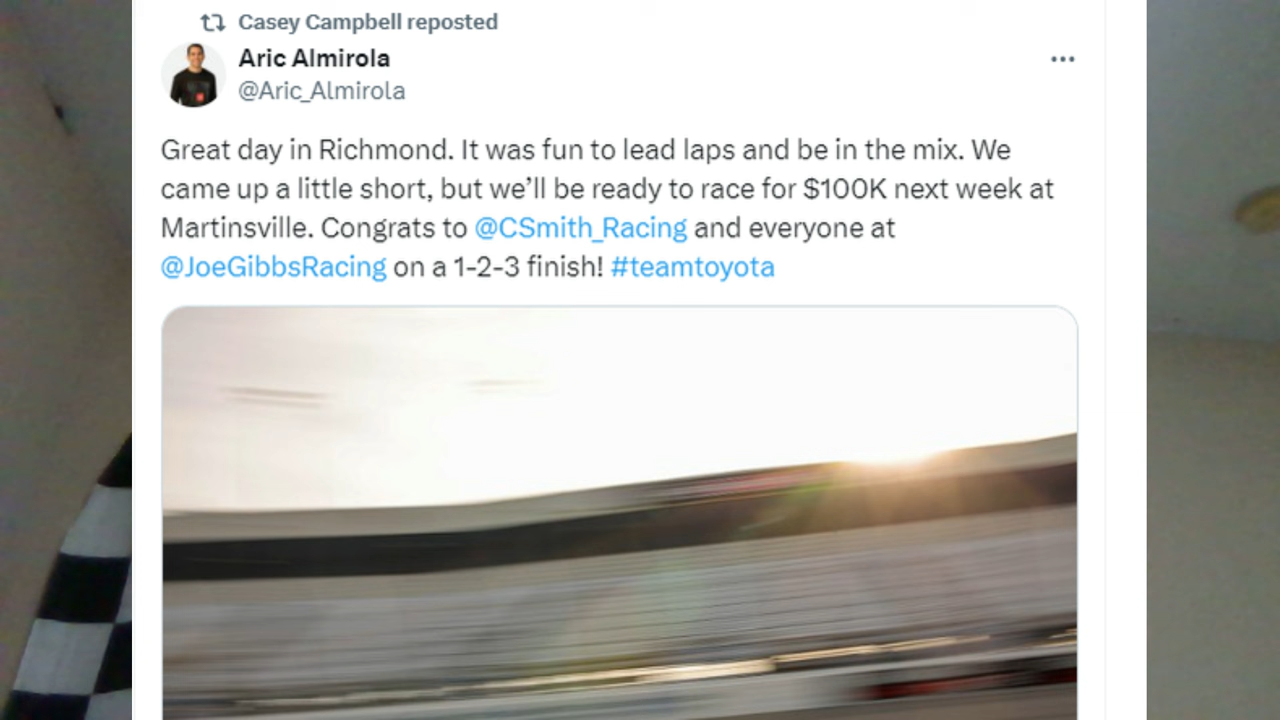 Casey Campbell reposted
Aric Almirola
@Aric_Almirola
Great day in Richmond. It was fun to lead laps and be in the mix. We
came up a little short, but we’ll be ready to race for $100K next week at
Martinsville. Congrats to @CSmith_Racing and everyone at
@JoeGibbsRacing on a 1-2-3 finish! #teamtoyota